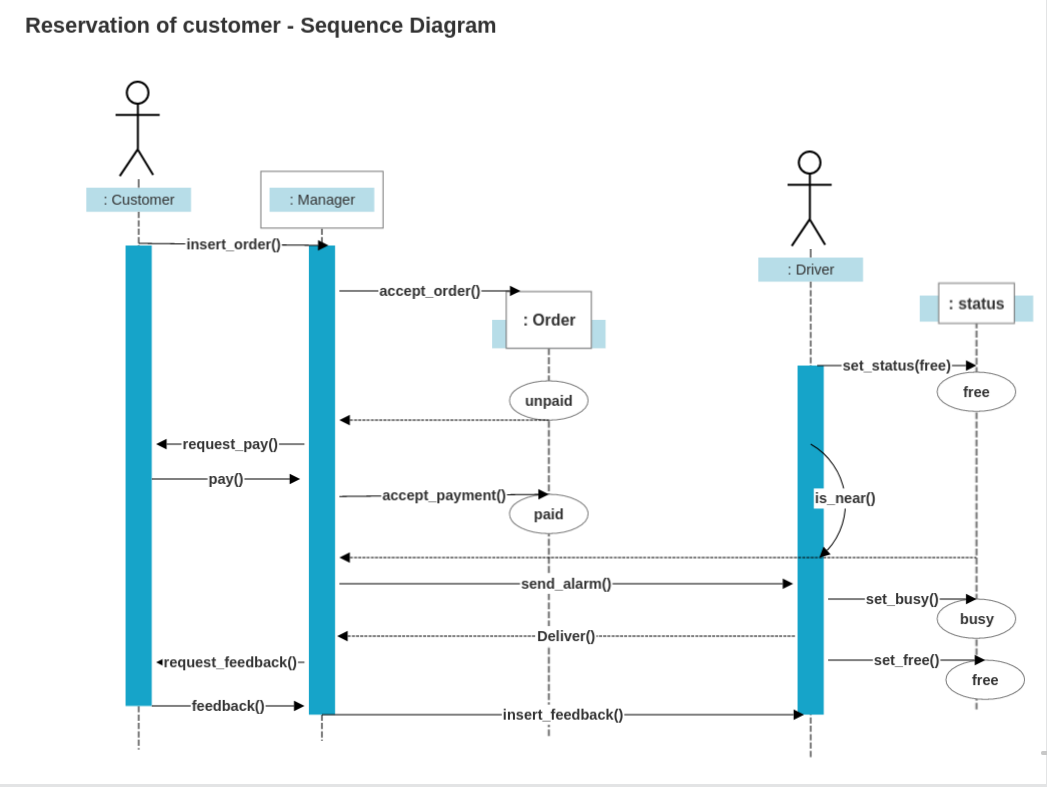 Reservation of customer - Sequence Diagram
: Customer
: Manager
insert_order()
: Driver
accept_order()
: Order
: status
set_status(free)
free
unpaid
request_pay()
pay()
accept_payment()
is_near()
paid
send_alarm()
set_busy()
busy
Deliver()
request_feedback()
set_free()
free
feedback()
insert_feedback()